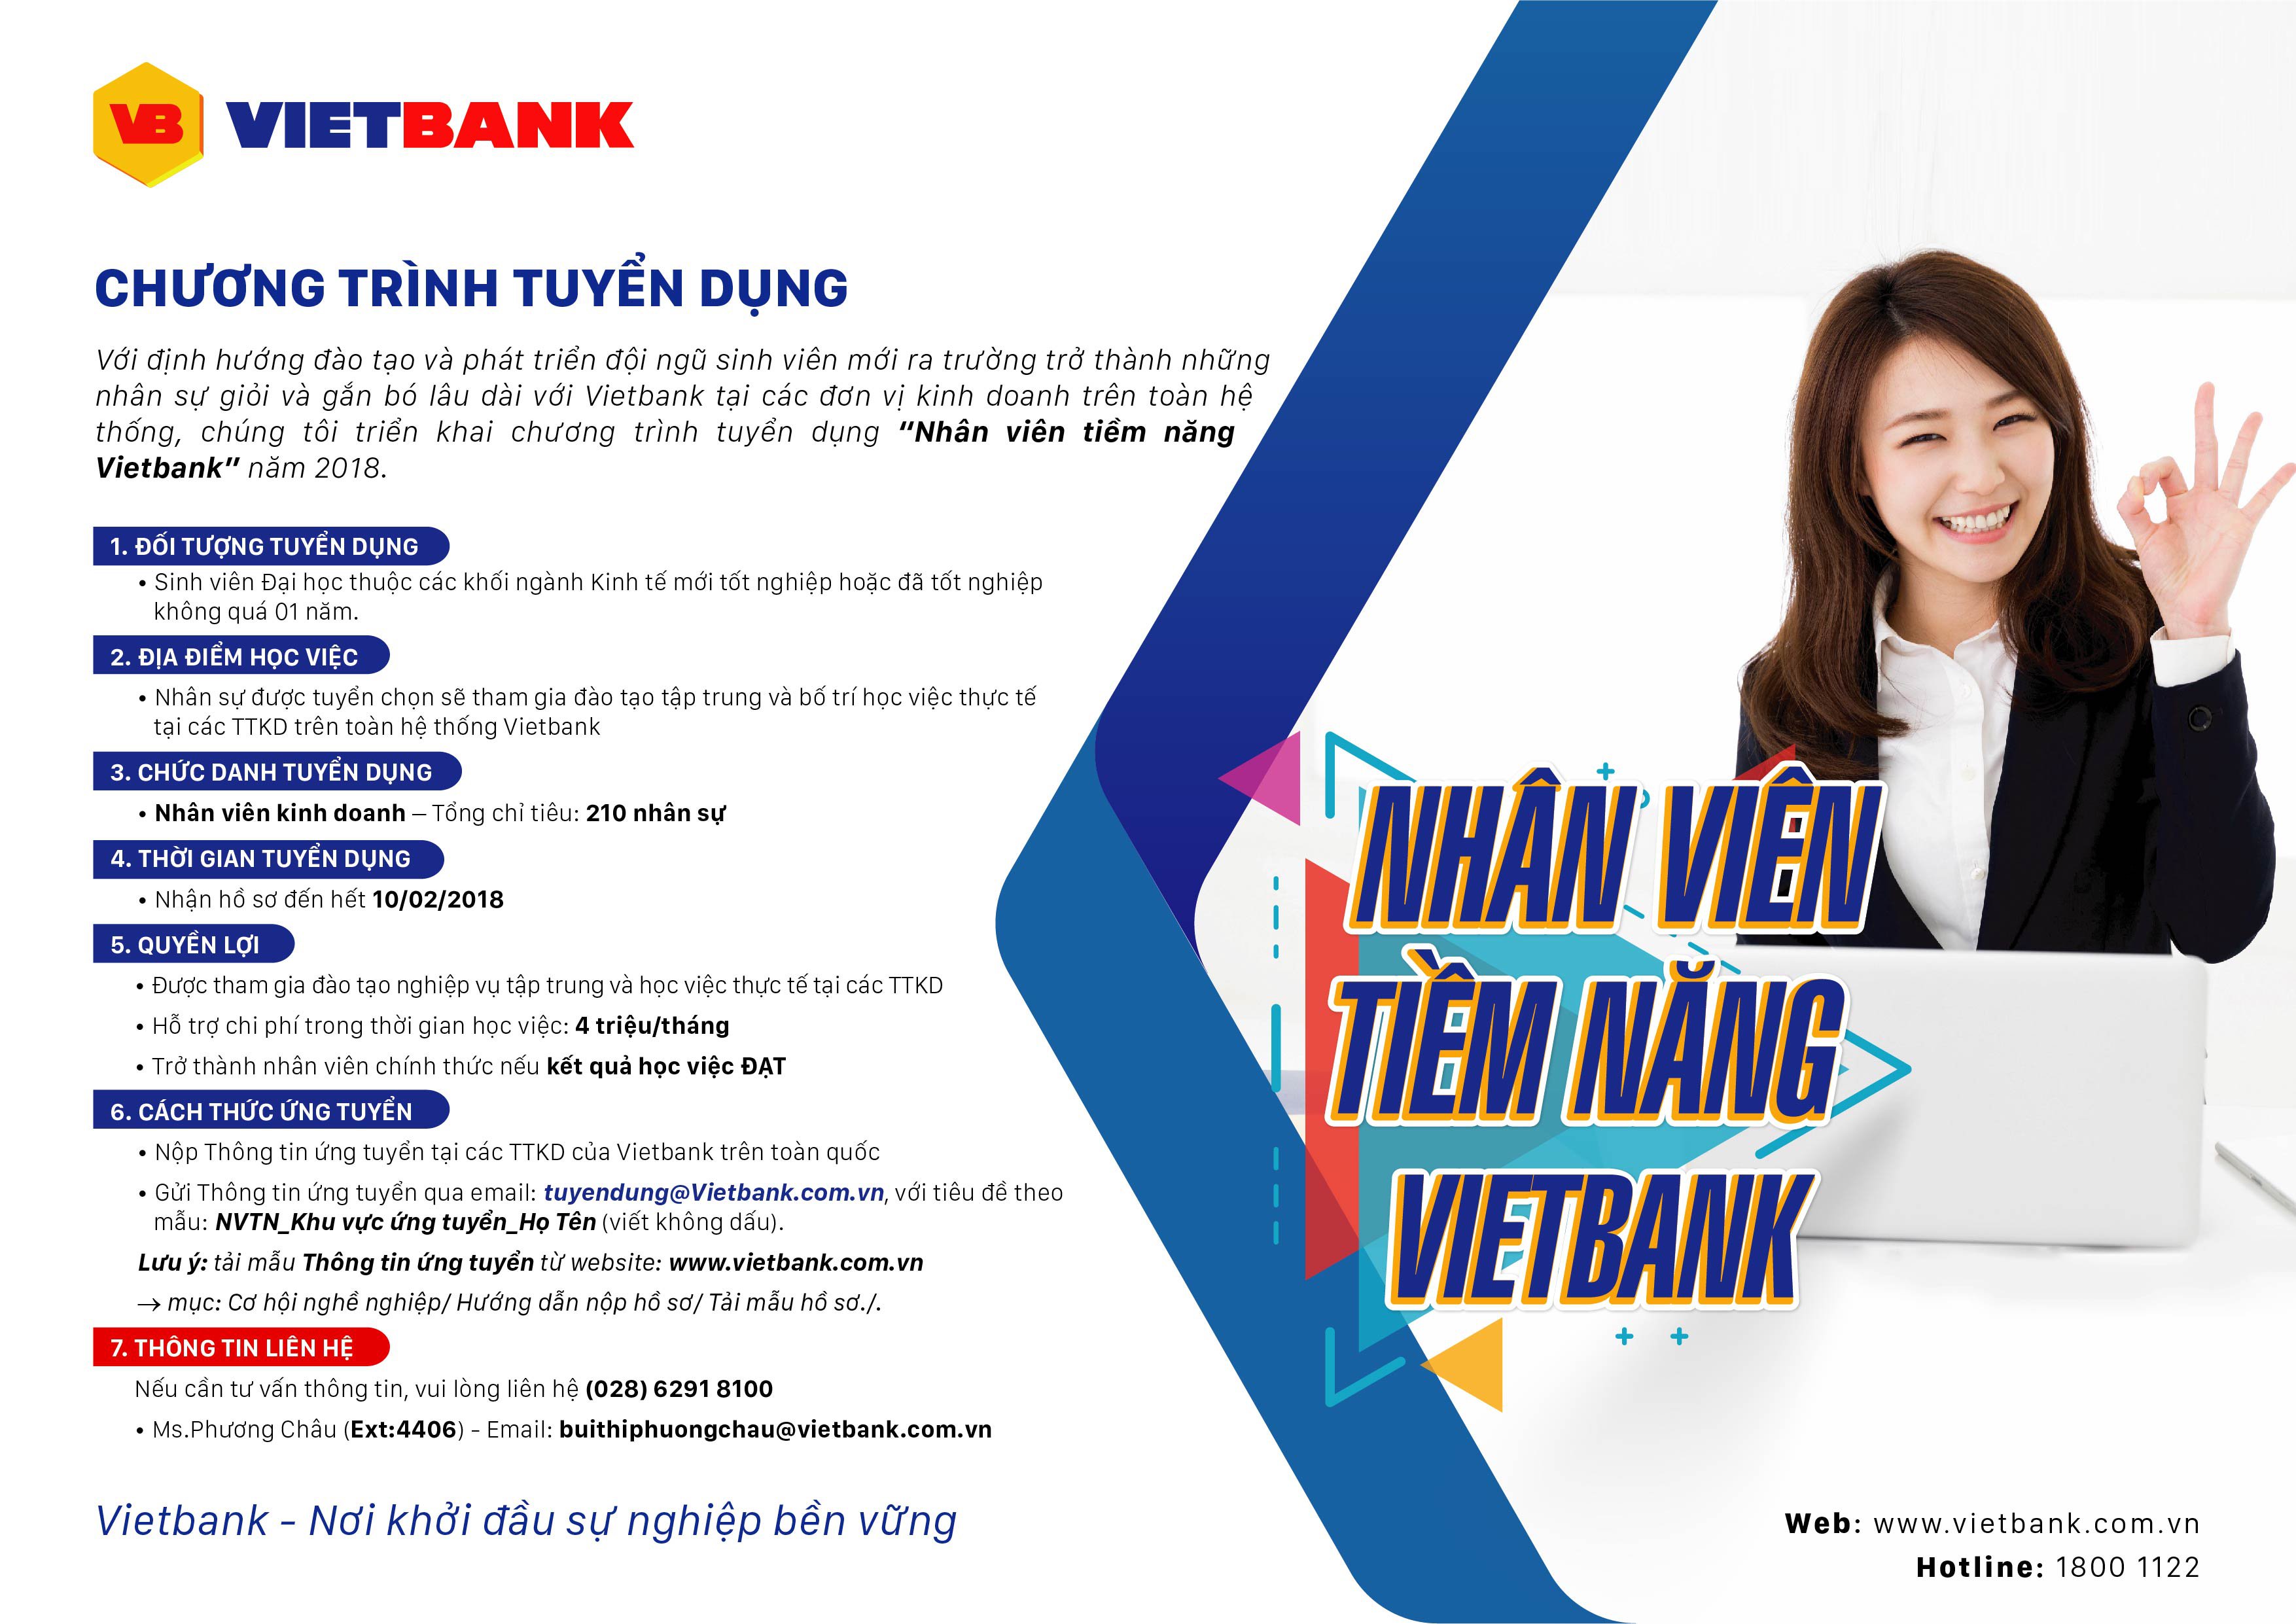 VB VIETBANK
CHƯƠNG TRÌNH TUYỂN DỤNG
Với định hướng đào tạo và phát triển đội ngũ sinh viên mới ra trường trở thành những
nhân sự giỏi và gắn bó lâu dài với Vietbank tại các đơn vị kinh doanh trên toàn hệ
thống, chúng tôi triển khai chương trình tuyển dụng “Nhân viên tiềm năng
Vietbank” năm 2018.
1. ĐỐI TƯỢNG TUYỂN DỤNG
• Sinh viên Đại học thuộc các khối ngành Kinh tế mới tốt nghiệp hoặc đã tốt nghiệp
không quá 01 năm.
2. ĐỊA ĐIỂM HỌC VIỆC
• Nhân sự được tuyển chọn sẽ tham gia đào tạo tập trung và bố trí học việc thực tế
tại các TTKD trên toàn hệ thống Vietbank
3. CHỨC DANH TUYỂN DỤNG
• Nhân viên kinh doanh – Tổng chỉ tiêu: 210 nhân sự
4. THỜI GIAN TUYỂN DỤNG
• Nhận hồ sơ đến hết 10/02/2018
5. QUYỀN LỢI
• Được tham gia đào tạo nghiệp vụ tập trung và học việc thực tế tại các TTKD
• Hỗ trợ chi phí trong thời gian học việc: 4 triệu/tháng
• Trở thành nhân viên chính thức nếu kết quả học việc ĐẠT
6. CÁCH THỨC ỨNG TUYỂN
• Nộp Thông tin ứng tuyển tại các TTKD của Vietbank trên toàn quốc
• Gửi Thông tin ứng tuyển qua email: tuyendung@Vietbank.com.vn, với tiêu đề theo
mẫu: NVTN_Khu vực ứng tuyển_Họ Tên (viết không dấu).
Lưu ý: tải mẫu Thông tin ứng tuyển từ website: www.vietbank.com.vn
→ mục: Cơ hội nghề nghiệp/ Hướng dẫn nộp hồ sơ/ Tải mẫu hồ sơ./.
7. THÔNG TIN LIÊN HỆ
Nếu cần tư vấn thông tin, vui lòng liên hệ (028) 6291 8100
• Ms.Phương Châu (Ext:4406) - Email: buithiphuongchau@vietbank.com.vn
Vietbank - Nơi khởi đầu sự nghiệp bền vững
NHÂN VIÊN
TIỀM NĂNG
VIETBANK
Web: www.vietbank.com.vn
Hotline: 1800 1122